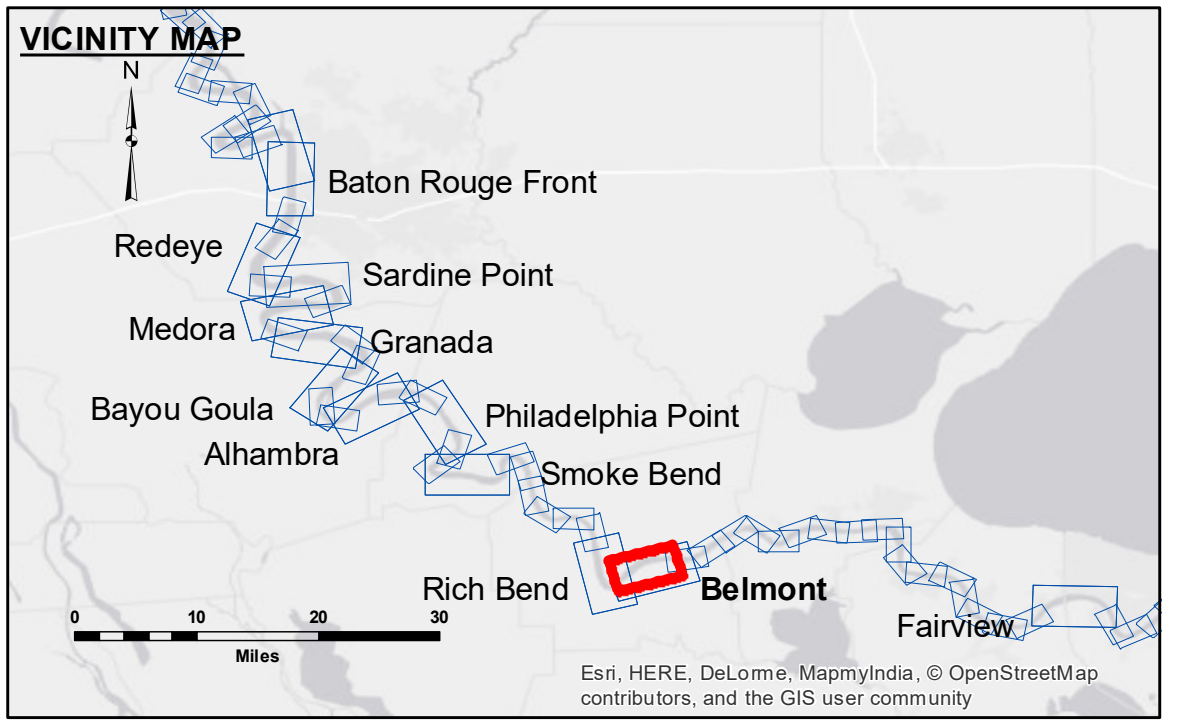 VICINITY MAP
N
Baton Rouge Front
Redeye
Sardine Point
Medora
Granada
Bayou Goula
Philadelphia Point
Alhambra
Smoke Bend
Rich Bend
Belmont
Fairview
0 10 20 30
Miles
Esri, HERE, DeLorme, MapmyIndia, © OpenStreetMap
contributors, and the GIS user community